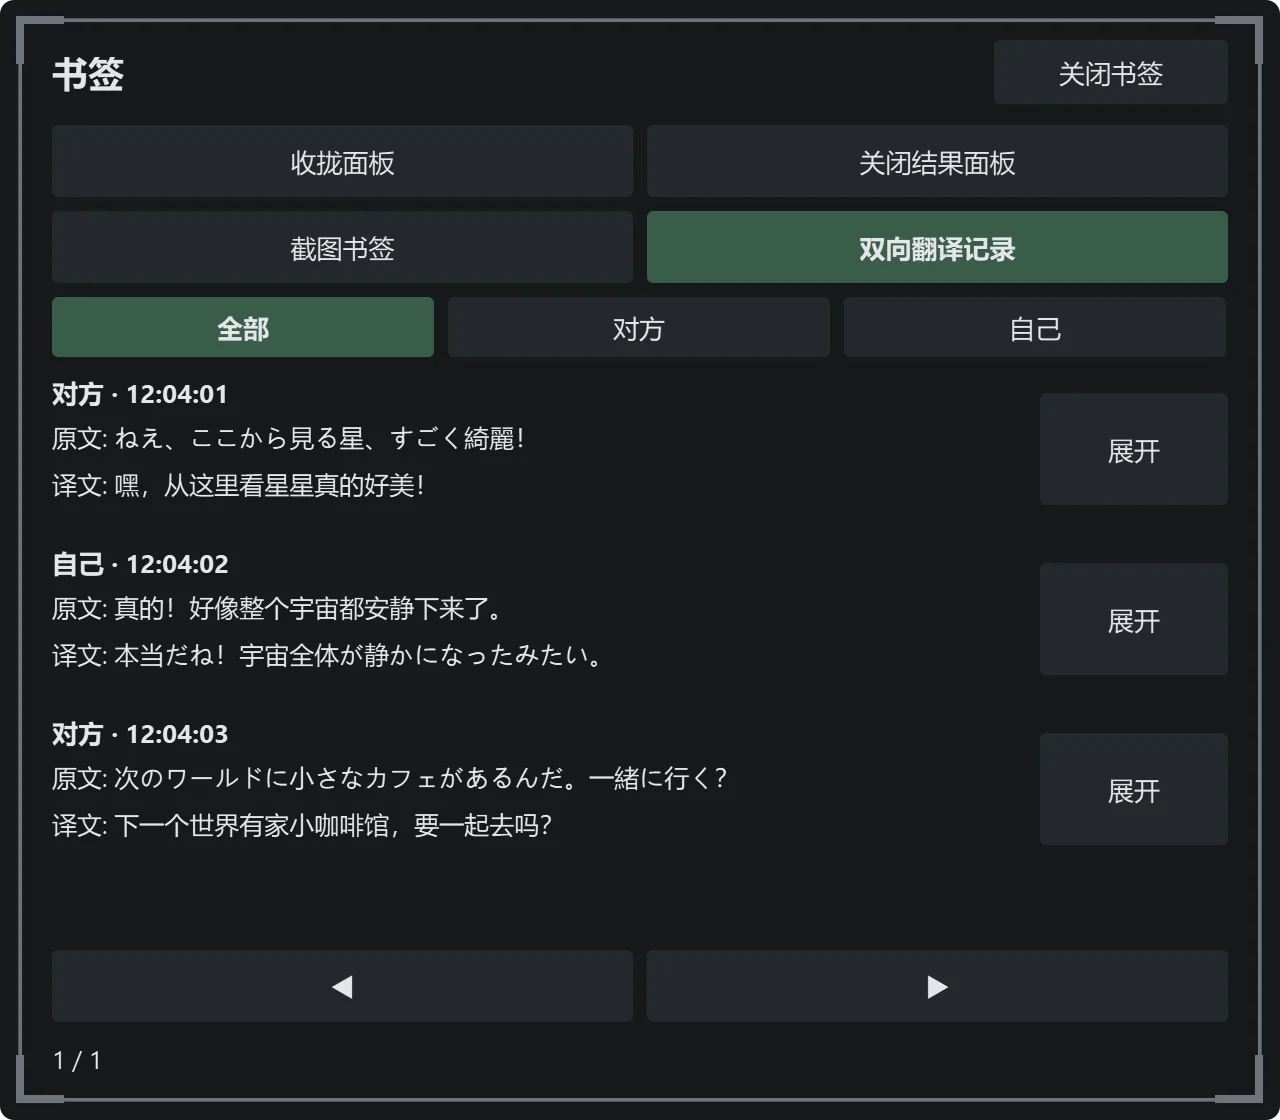 书签
关闭书签
收拢面板
关闭结果面板
截图书签
双向翻译记录
全部
对方
自己
对方 · 12:04:01
原文: ねえ、ここから見る星、すごく綺麗！
译文: 嘿，从这里看星星真的好美！
展开
自己 · 12:04:02
原文: 真的！好像整个宇宙都安静下来了。
译文: 本当だね！宇宙全体が静かになったみたい。
展开
对方 · 12:04:03
原文: 次のワールドに小さなカフェがあるんだ。一緒に行く？
译文: 下一个世界有家小咖啡馆，要一起去吗？
展开
◀
▶
1 / 1